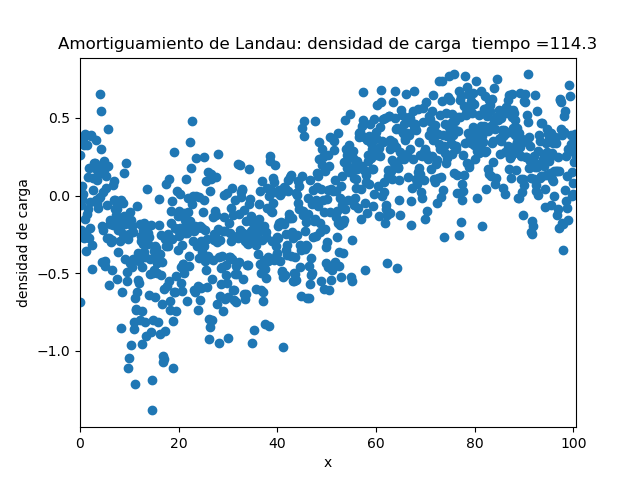 Amortiguamiento de Landau: densidad de carga  tiempo =114.3
0.5
0.0
−0.5
−1.0
densidad de carga
0 20 40 60 80 100
x